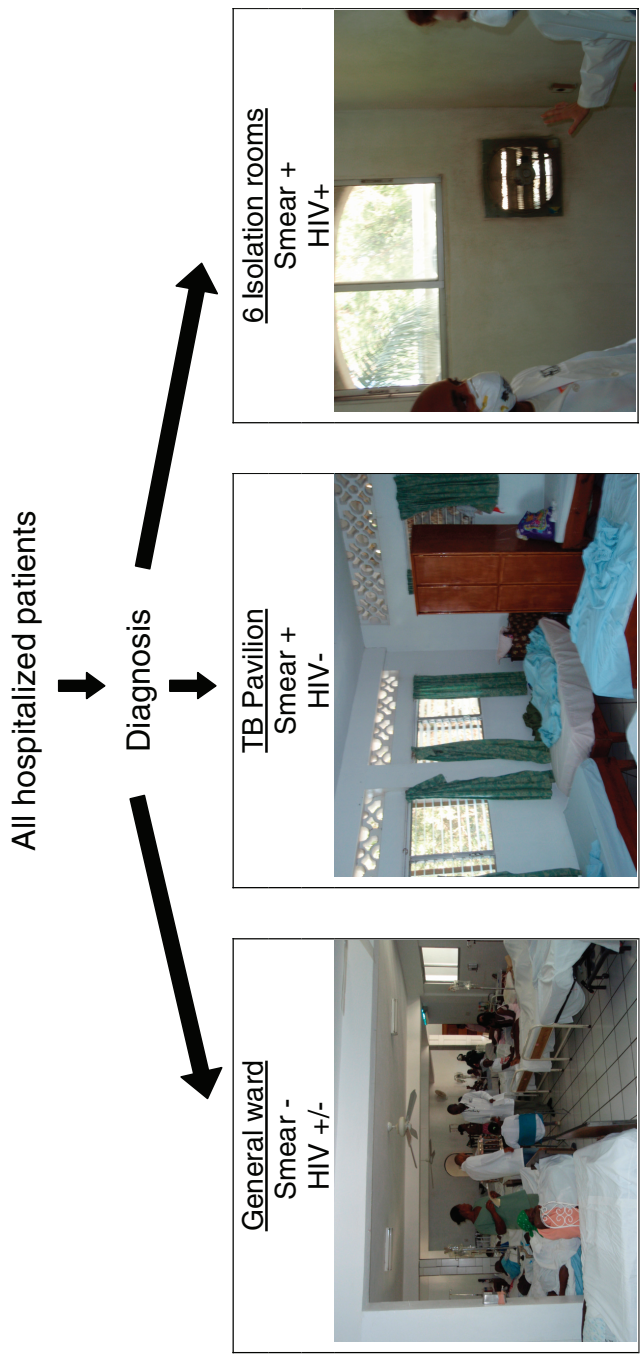 All hospitalized patients
Diagnosis
General ward
Smear -
HIV +/-
TB Pavilion
Smear +
HIV-
6 Isolation rooms
Smear +
HIV+